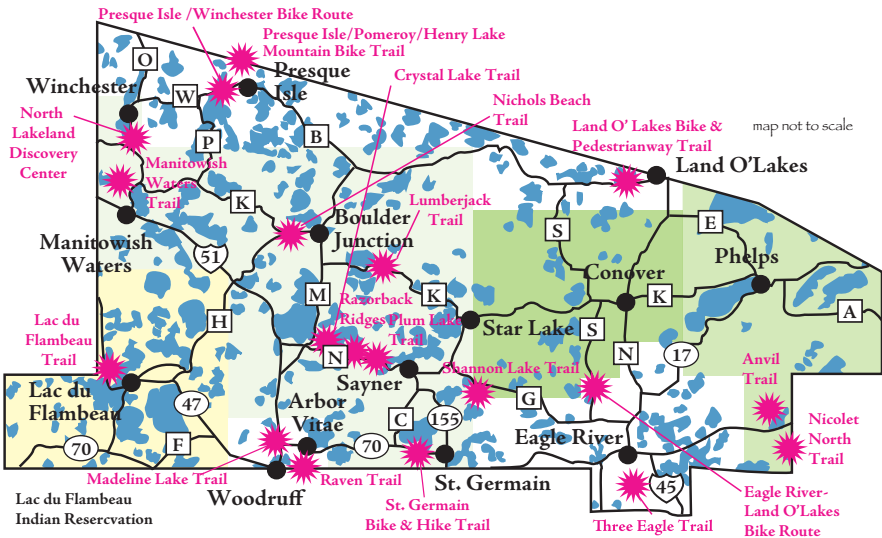 Presque Isle /Winchester Bike Route
Presque Isle/Pomeroy/Henry Lake
Mountain Bike Trail
O
Crystal Lake Trail
Winchester
W
Presque
Isle
Nichols Beach
Trail
North
Lakeland
Discovery
Center
P
B
Land O' Lakes Bike &
Pedestrianway Trail
map not to scale
Manitowish
Waters
Trail
Land O'Lakes
K
Lumberjack
Trail
Boulder
Junction
S
E
Manitowish
Waters
51
Conover
Phelps
M
K
K
Razorback
Ridges
Plum Lake
Trail
A
H
Star Lake
S
Lac du
Flambeau
Trail
N
N
17
Sayner
Shannon Lake Trail
Anvil
Trail
Lac du
Flambeau
47
Arbor
Vitae
C
155
G
Nicolet
North
Trail
70
F
70
Eagle River
Madeline Lake Trail
Woodruff
Raven Trail
St. Germain
45
Lac du Flambeau
Indian Resercvation
St. Germain
Bike & Hike Trail
Three Eagle Trail
Eagle River-
Land O'Lakes
Bike Route